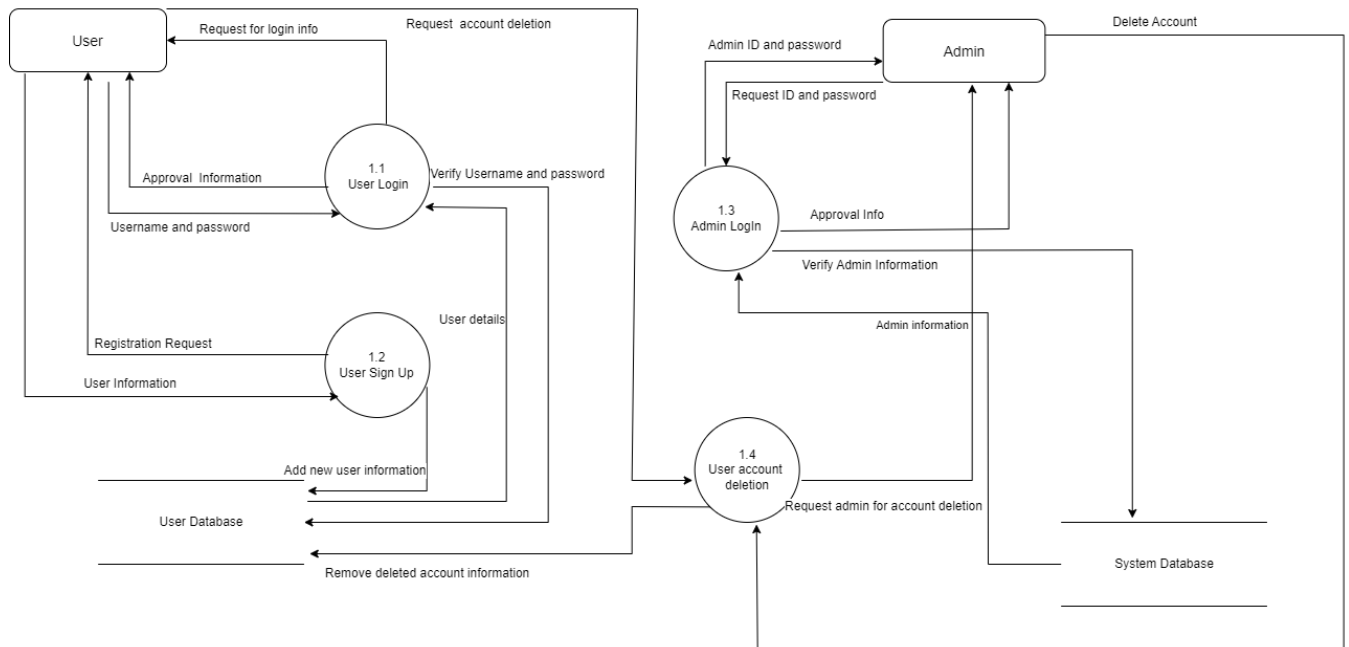 Delete Account
Request account deletion
Request for login info
User
Admin ID and password
Admin
Request ID and password
1.1
User Login
Approval Information
Verify Username and password
1.3
Admin LogIn
Approval Info
Username and password
Verify Admin Information
User details
Admin information
Registration Request
1.2
User Sign Up
User Information
1.4
User account
deletion
Add new user information
Request admin for account deletion
User Database
System Database
Remove deleted account information